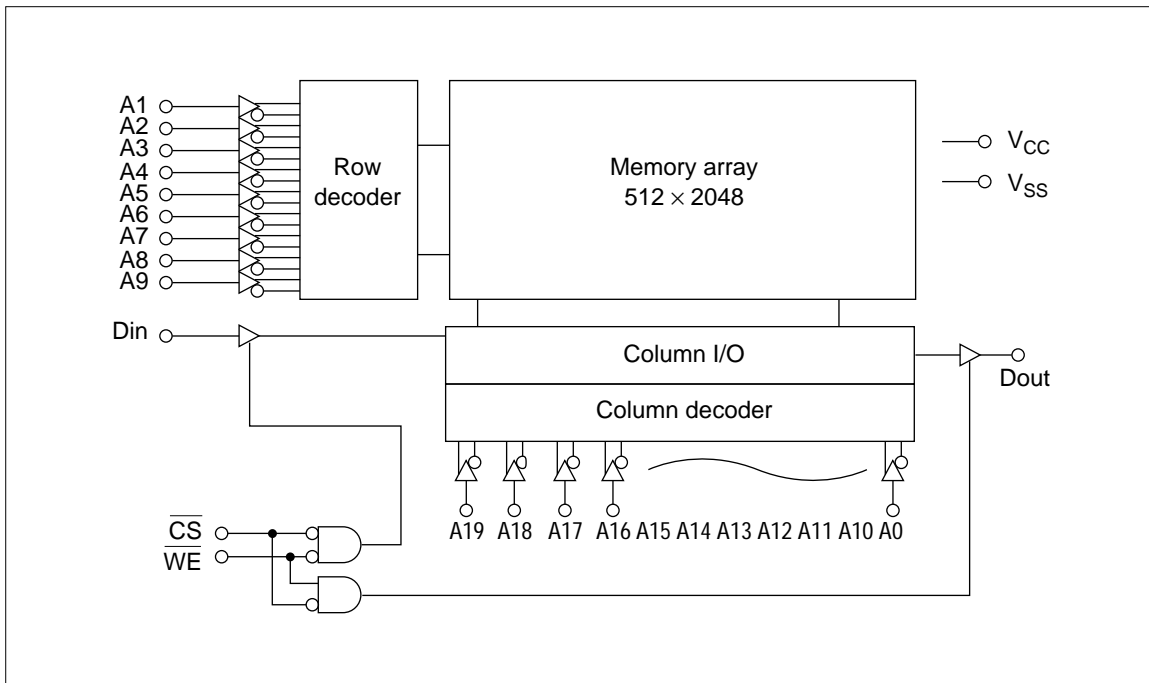 A1
A2
A3
A4
A5
A6
A7
A8
A9
Row
decoder
Memory array
512 × 2048
VCC
VSS
Din
Column I/O
Dout
Column decoder
A19 A18 A17 A16 A15 A14 A13 A12 A11 A10 A0
CS
WE